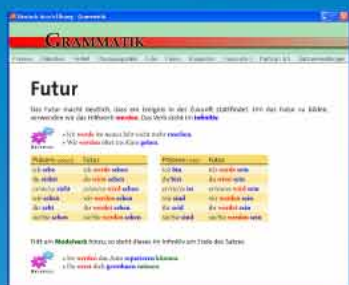 GRAMMATIK
Futur
Das Futur macht deutlich, dass ein Ereignis in der Zukunft stattfindet. Um das Futur zu bilden,
verwenden wir das Hilfsverb werden. Das Verb steht im Infinitiv.
Ich werde im neuen Jahr nicht mehr rauchen.
Wir werden öfter ins Kino gehen.
Präsens Futur Präsens Futur
ich sehe ich werde sehen ich bin ich werde sein
du siehst du wirst sehen du bist du wirst sein
er/sie/es sieht er/sie/es wird sehen er/sie/es ist er/sie/es wird sein
wir sehen wir werden sehen wir sind wir werden sein
ihr seht ihr werdet sehen ihr seid ihr werdet sein
sie/Sie sehen sie/Sie werden sehen sie/Sie sind sie/Sie werden sein
Tritt ein Modalverb hinzu, so steht dieses im Infinitiv am Ende des Satzes.
werden das Auto reparieren können.
Du wirst dich gewöhnen müssen.